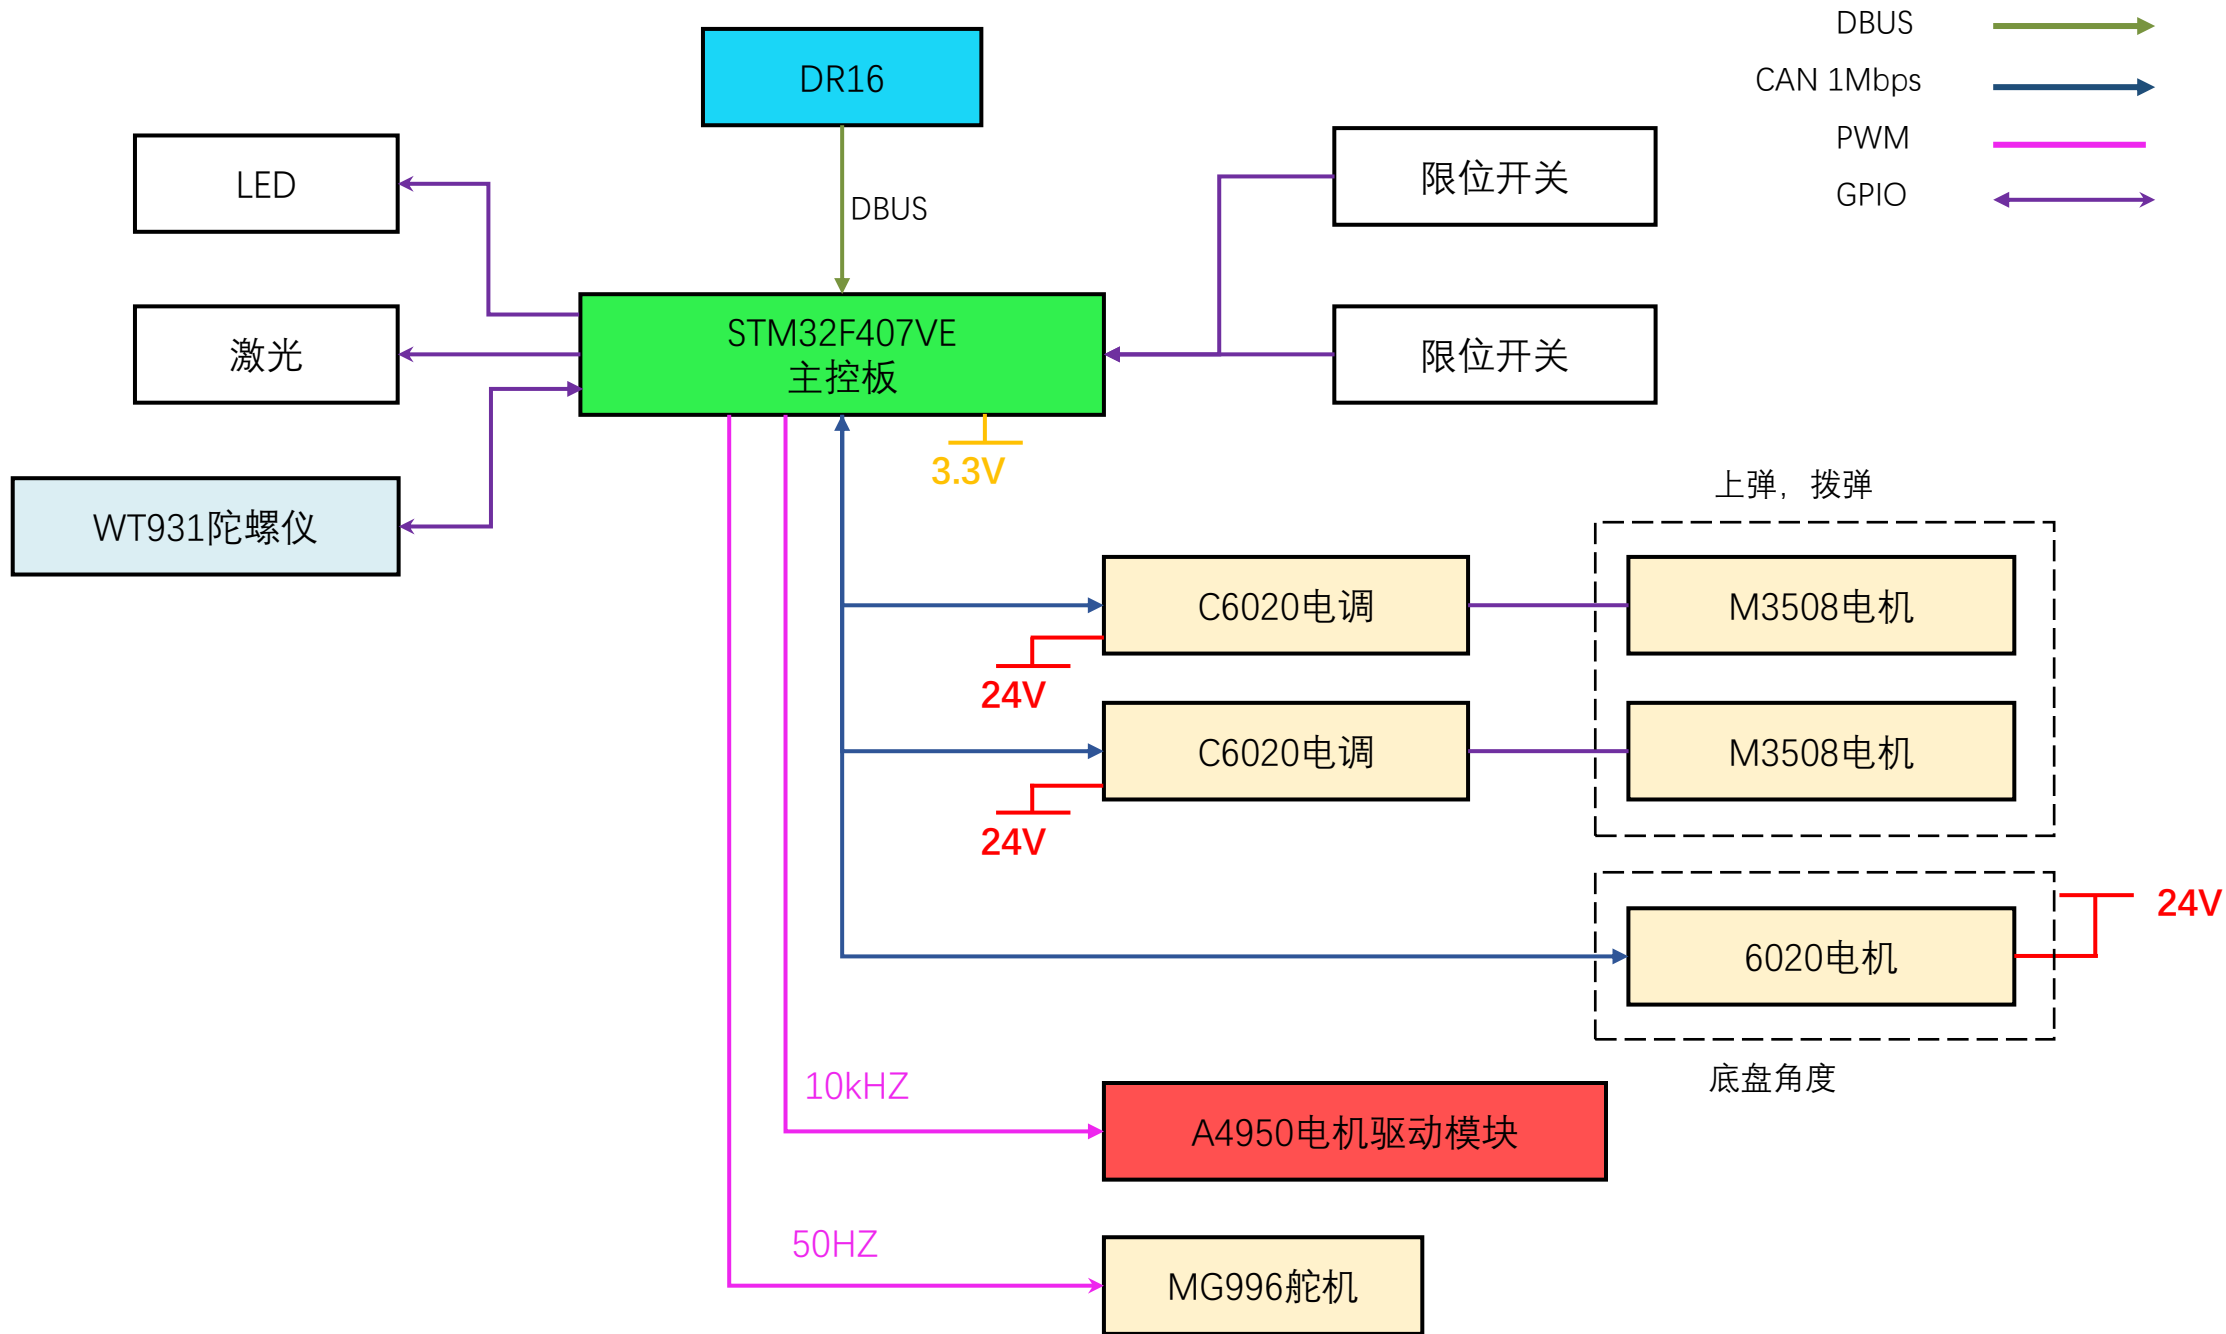 DBUS
CAN 1Mbps
PWM
GPIO
DR16
LED
DBUS
限位开关
激光
STM32F407VE
主控板
限位开关
3.3V
WT931陀螺仪
上弹，拨弹
C6020电调
M3508电机
24V
C6020电调
M3508电机
24V
24V
6020电机
底盘角度
10kHZ
A4950电机驱动模块
50HZ
MG996舵机